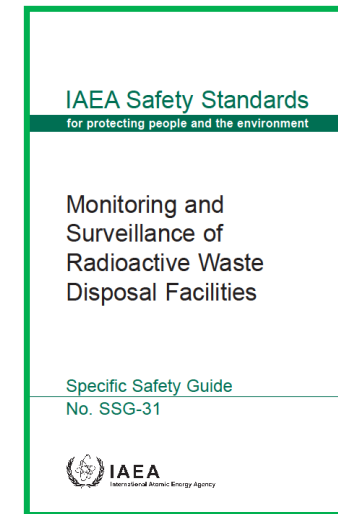 IAEA Safety Standards
for protecting people and the environment
Monitoring and
Surveillance of
Radioactive Waste
Disposal Facilities
Specific Safety Guide
No. SSG-31
IAEA
International Atomic Energy Agency